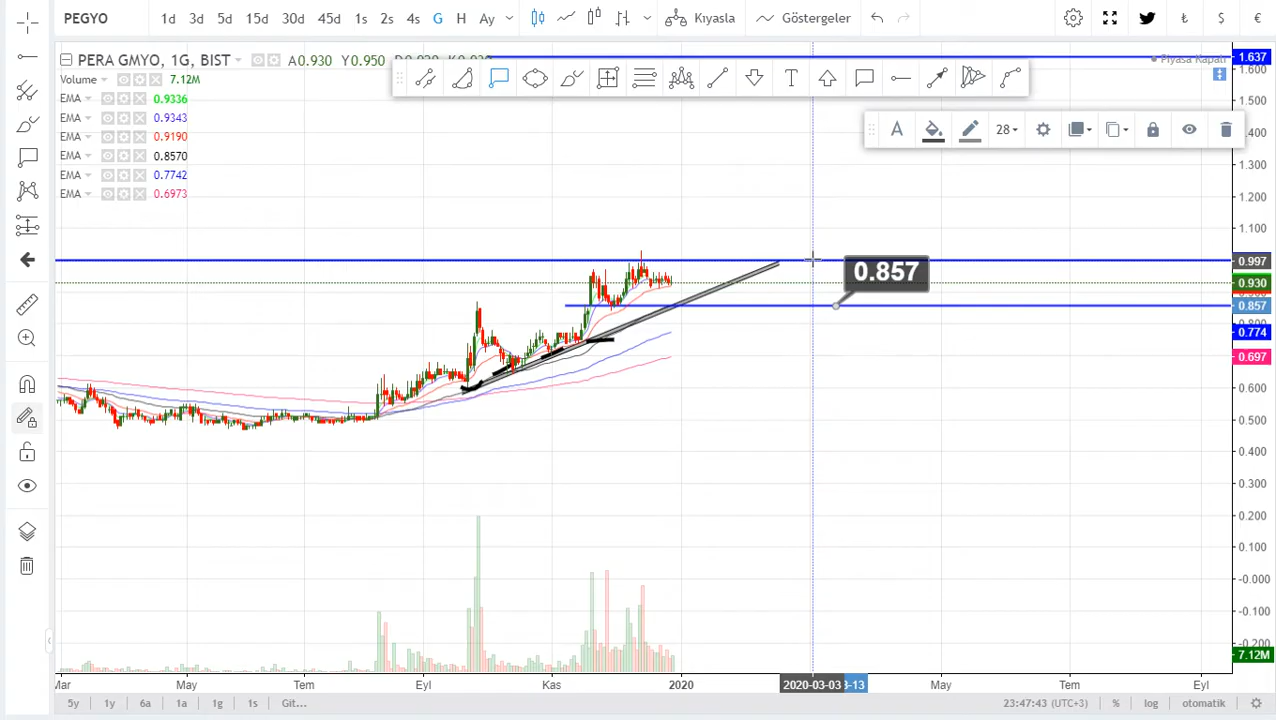 PEGYO 1d 3d 5d 15d 30d 45d 1s 2s 4s G H Ay Kıyasla Göstergeler ₺ $ €
PERA GMYO, 1G, BIST A0.930 Y0.950
Piyasa Kapalı
Volume 7.12M
EMA 0.9336
EMA 0.9343
EMA 0.9190
EMA 0.8570
EMA 0.7742
EMA 0.6973
28
0.857
1.637
1.600
1.500
1.300
1.200
1.100
0.997
0.930
0.857
0.774
0.697
0.600
0.500
0.400
0.300
0.200
0.100
-0.000
-0.100
7.12M
Mar May Tem Eyl Kas 2020 2020-03-03 3-13 May Tem Eyl
5y 1y 6a 1a 1g 1s Git... 23:47:43 (UTC+3) % log otomatik